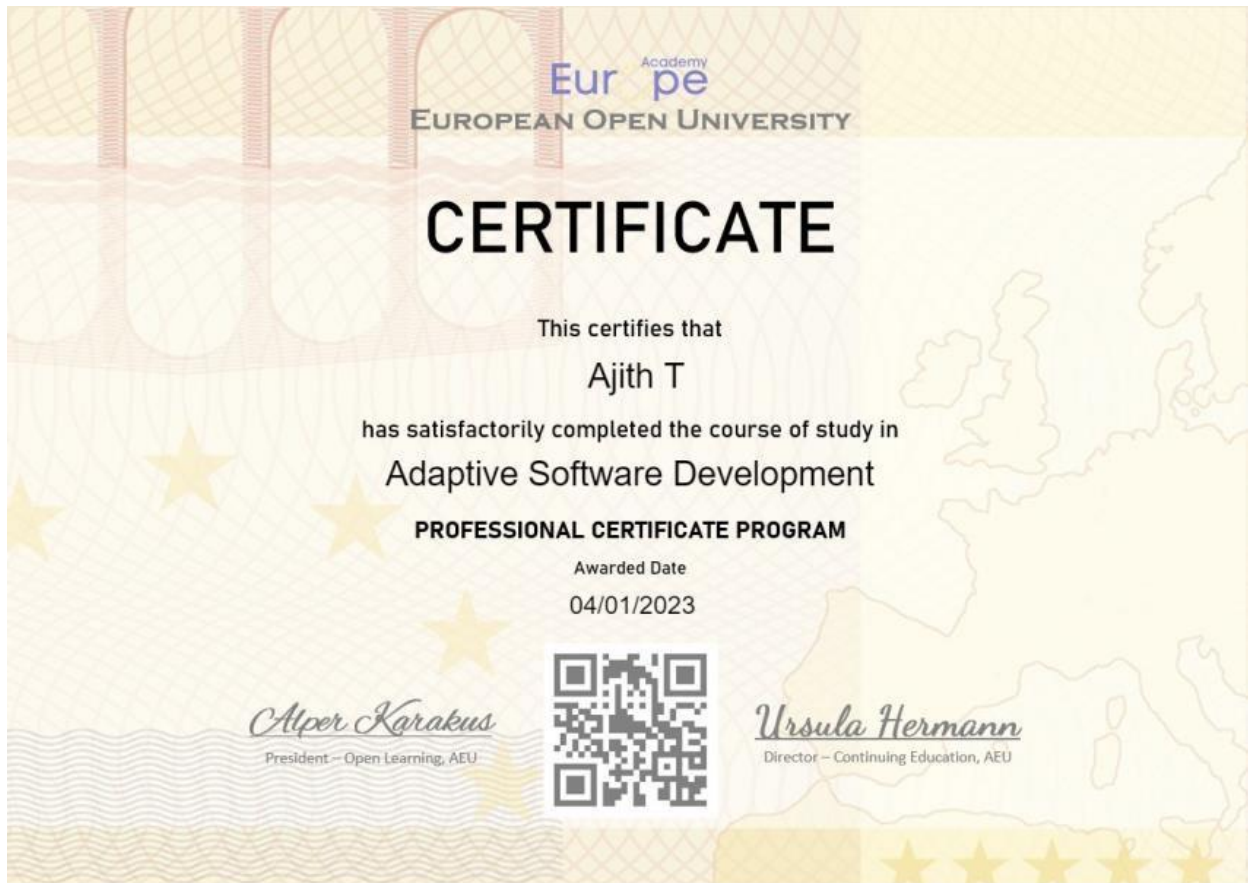 Academy
Eur pe
EUROPEAN OPEN UNIVERSITY
CERTIFICATE
This certifies that
Ajith T
has satisfactorily completed the course of study in
Adaptive Software Development
PROFESSIONAL CERTIFICATE PROGRAM
Awarded Date
04/01/2023
Alper Karakus
President – Open Learning, AEU
Ursula Hermann
Director – Continuing Education, AEU